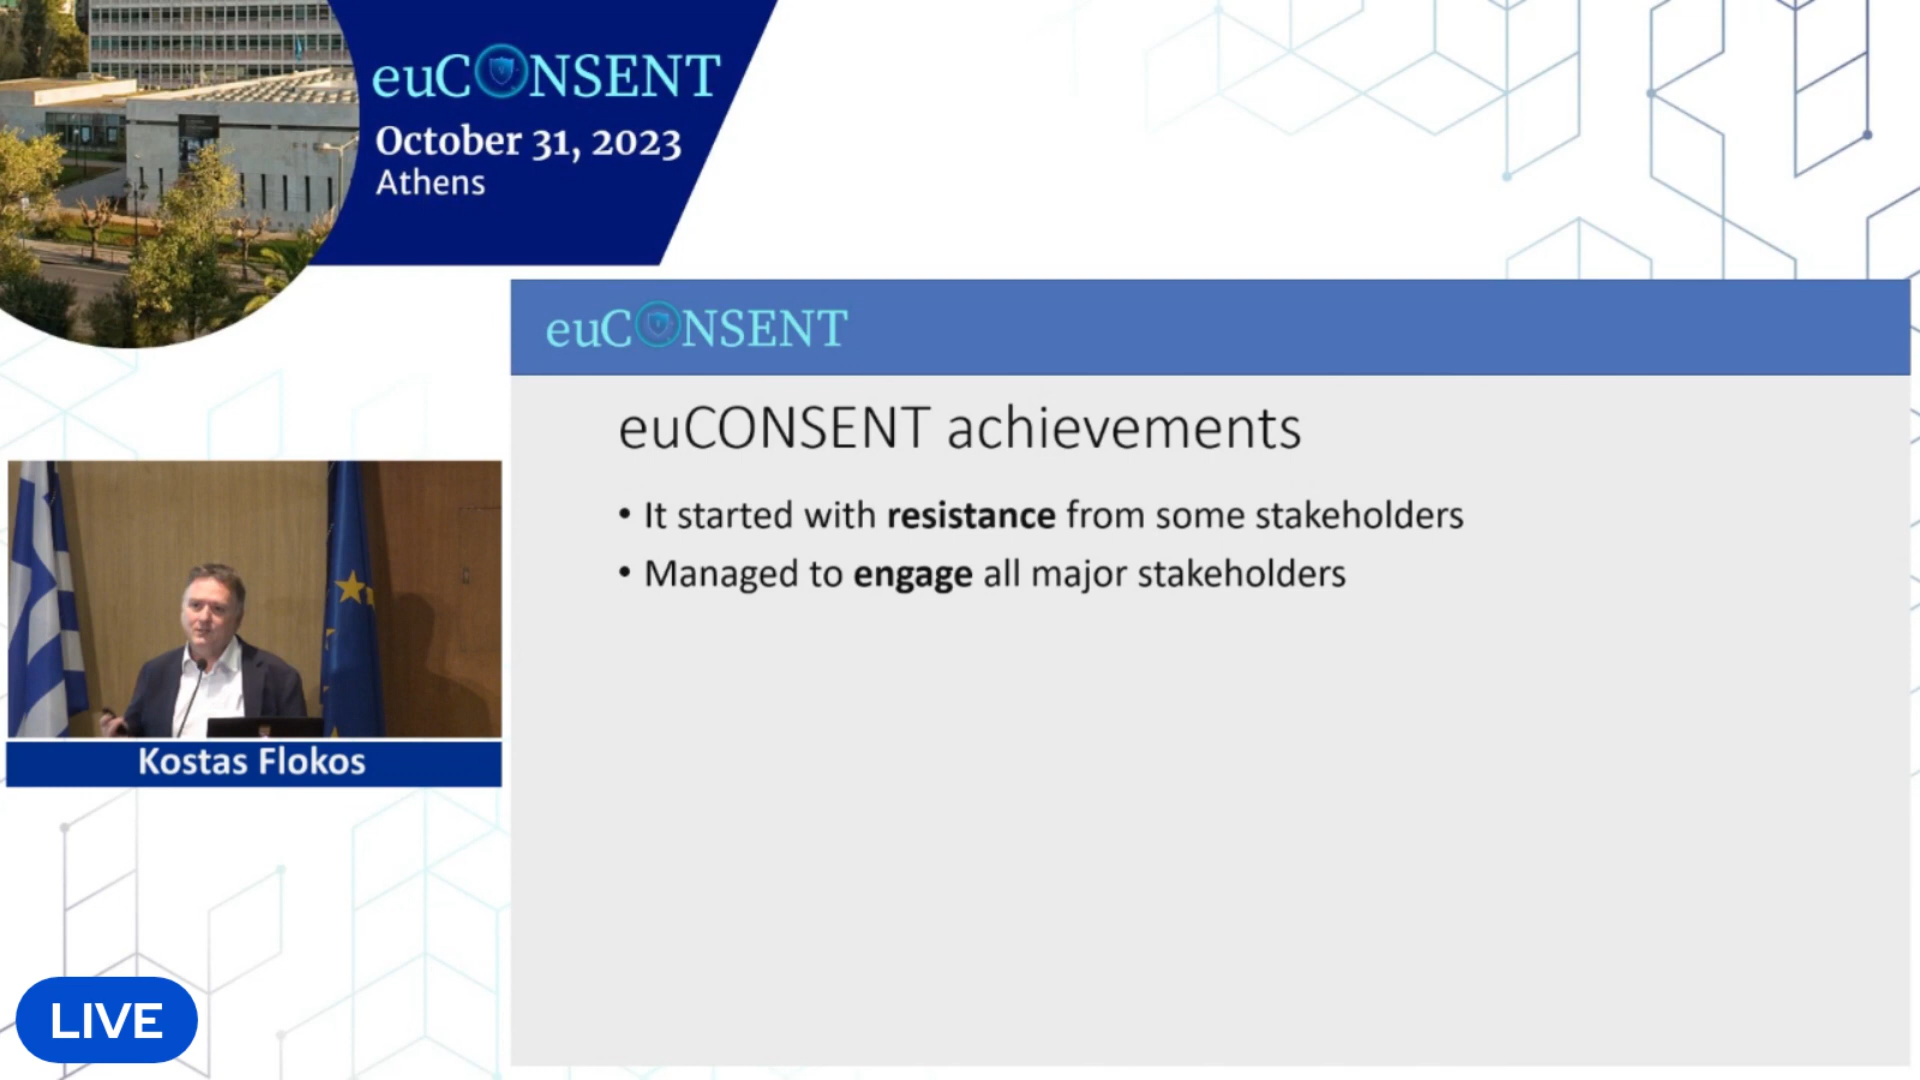 euCONSENT
October 31, 2023
Athens
euCONSENT
euCONSENT achievements
• It started with resistance from some stakeholders
• Managed to engage all major stakeholders
Kostas Flokos
LIVE